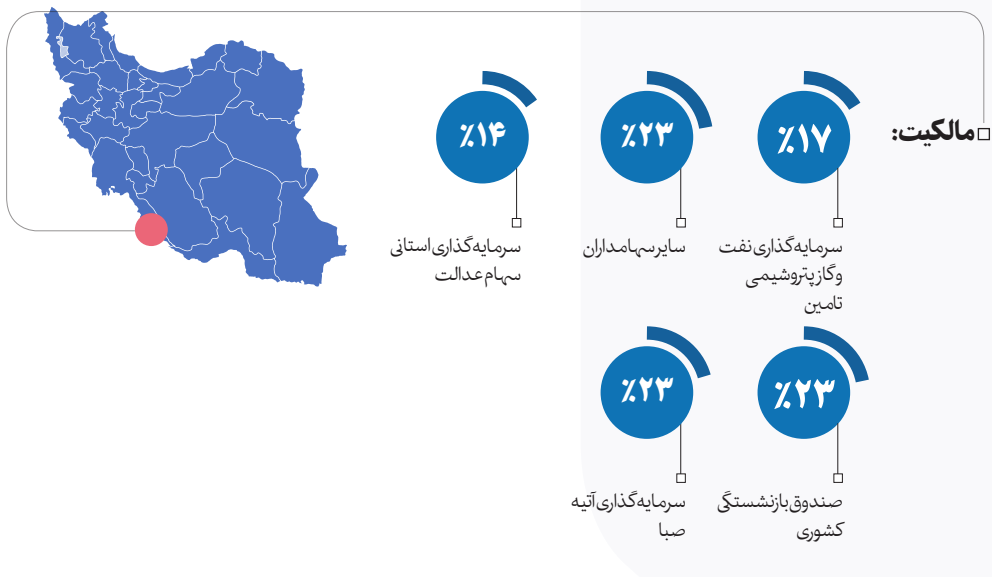 مالکیت:
٪۱۷
سرمایه‌گذاری نفت
و گاز پتروشیمی
تامین
٪۲۳
سایر سهامداران
٪۱۴
سرمایه‌گذاری استانی
سهام عدالت
٪۲۳
صندوق بازنشستگی
کشوری
٪۲۳
سرمایه‌گذاری آتیه
صبا